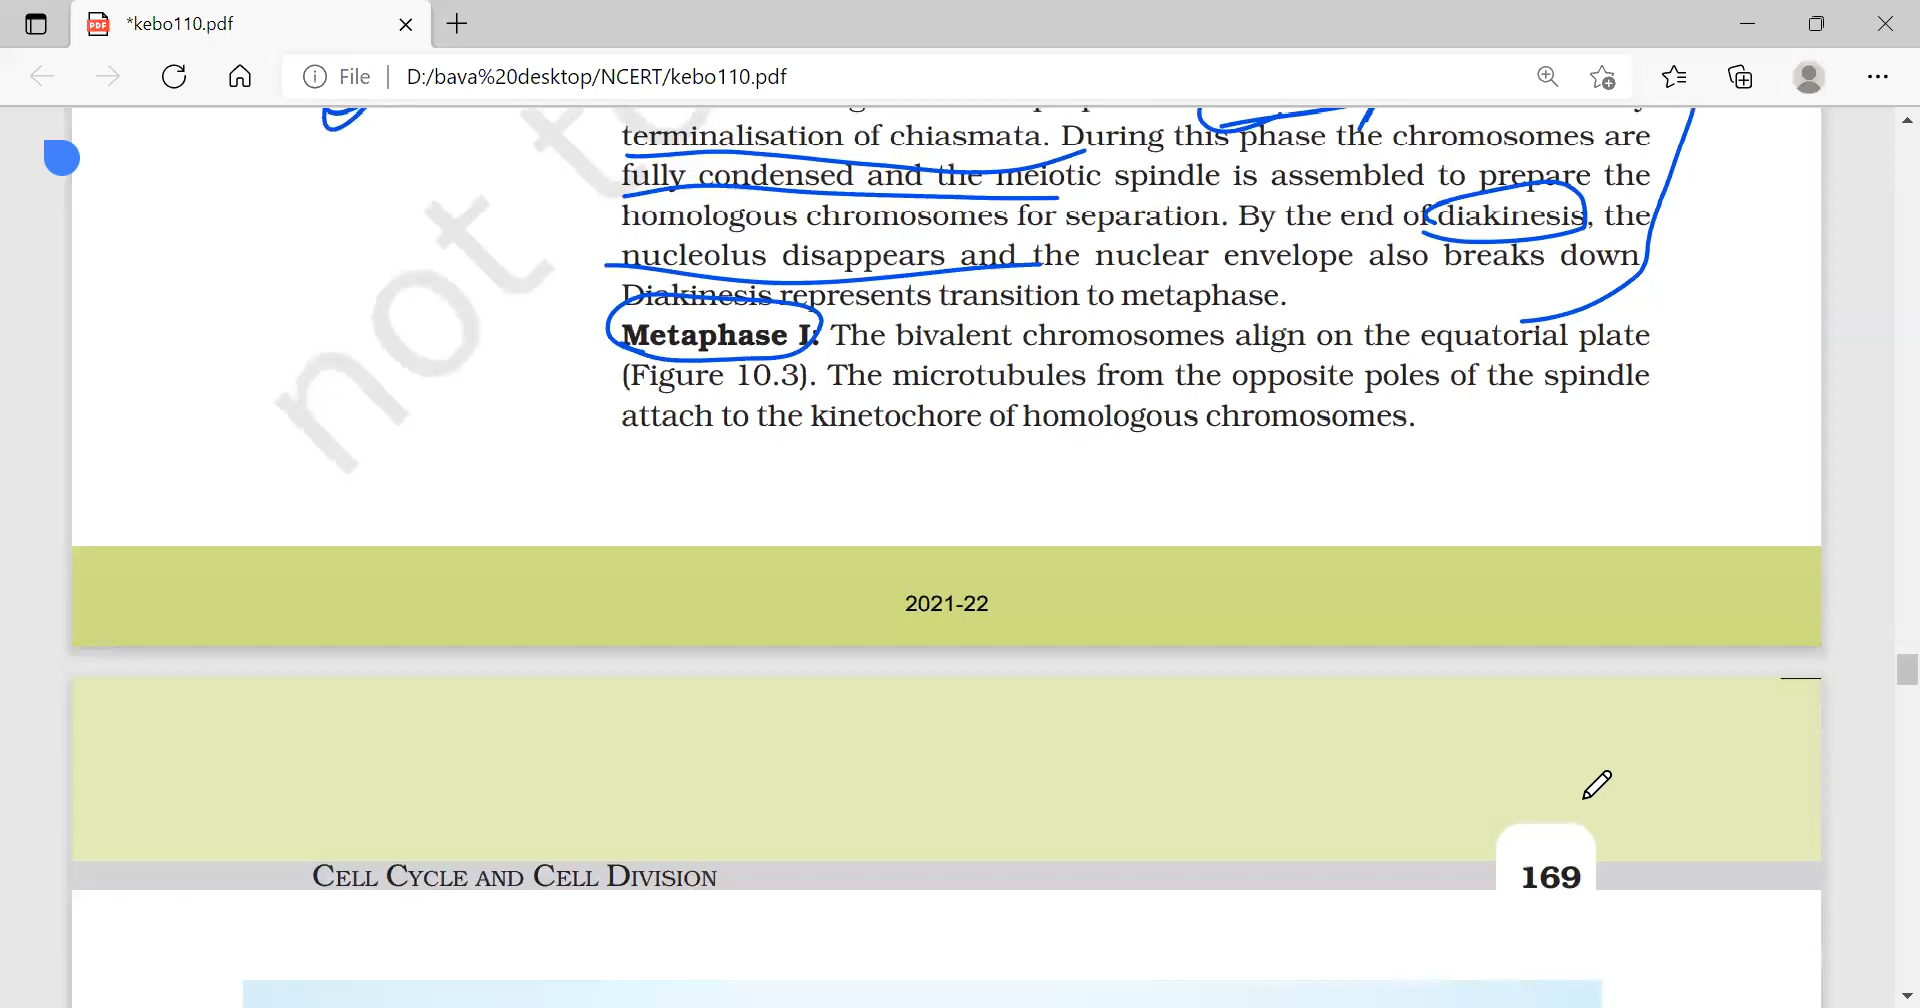 *kebo110.pdf
File
D:/bava%20desktop/NCERT/kebo110.pdf
terminalisation of chiasmata. During this phase the chromosomes are
fully condensed and the meiotic spindle is assembled to prepare the
homologous chromosomes for separation. By the end of diakinesis, the
nucleolus disappears and the nuclear envelope also breaks down.
Diakinesis represents transition to metaphase.
Metaphase I: The bivalent chromosomes align on the equatorial plate
(Figure 10.3). The microtubules from the opposite poles of the spindle
attach to the kinetochore of homologous chromosomes.
not
2021-22
CELL CYCLE AND CELL DIVISION
169